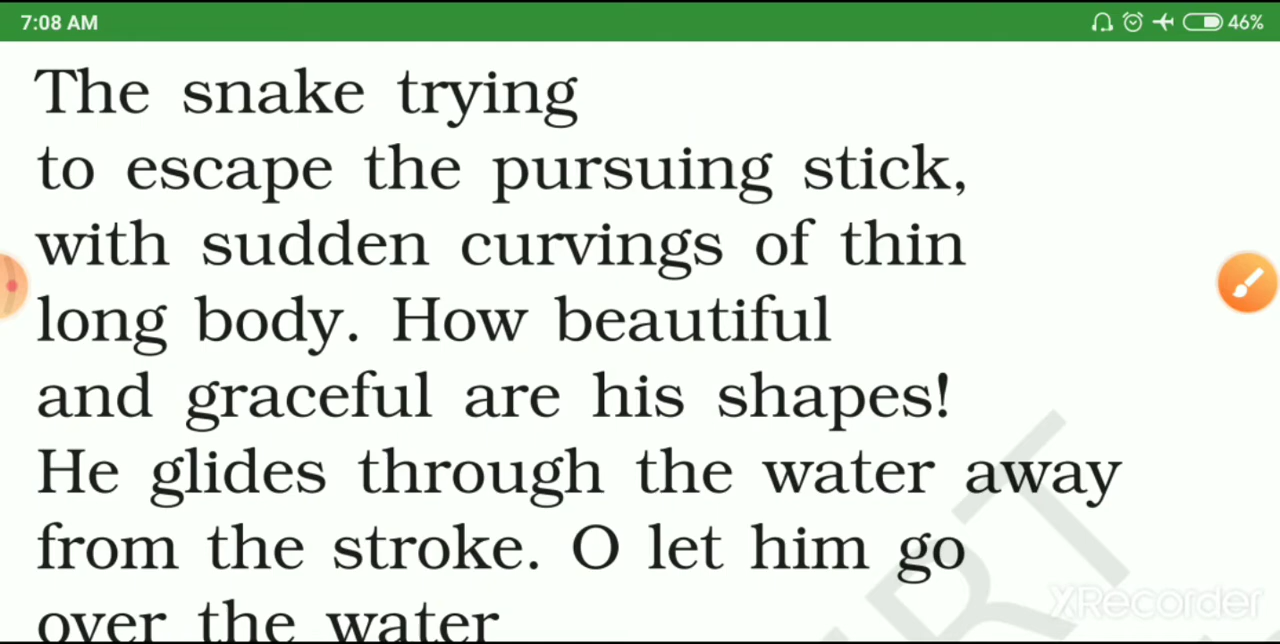 7:08 AM
46%
The snake trying
to escape the pursuing stick,
with sudden curvings of thin
long body. How beautiful
and graceful are his shapes!
He glides through the water away
from the stroke. O let him go
over the water
RT
XRecorder